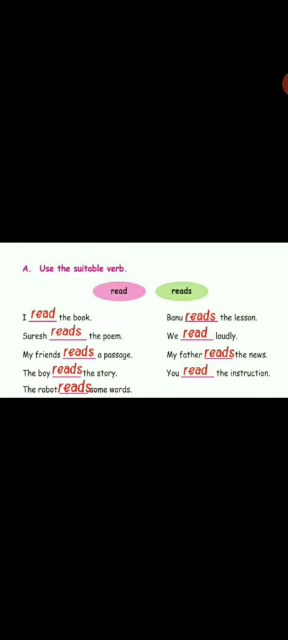 A. Use the suitable verb.
read reads
I read the book.
Suresh reads the poem.
My friends reads a passage.
The boy reads the story.
The robot reads some words.
Banu reads the lesson.
We read loudly.
My father reads the news.
You read the instruction.